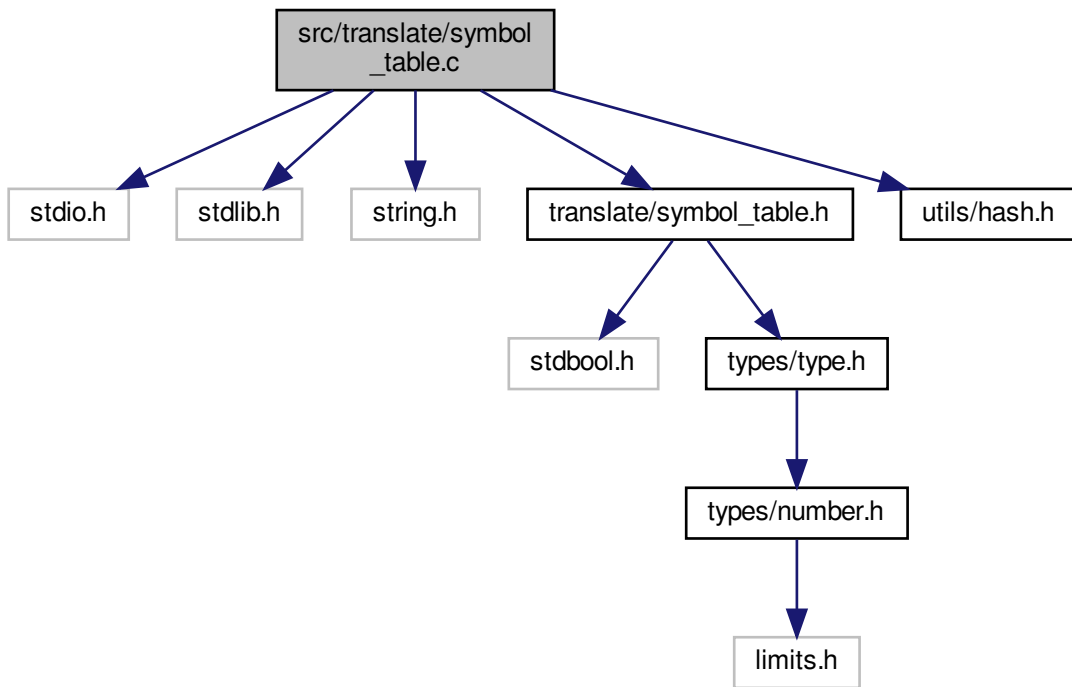 src/translate/symbol
_table.c
stdio.h
stdlib.h
string.h
translate/symbol_table.h
utils/hash.h
stdbool.h
types/type.h
types/number.h
limits.h